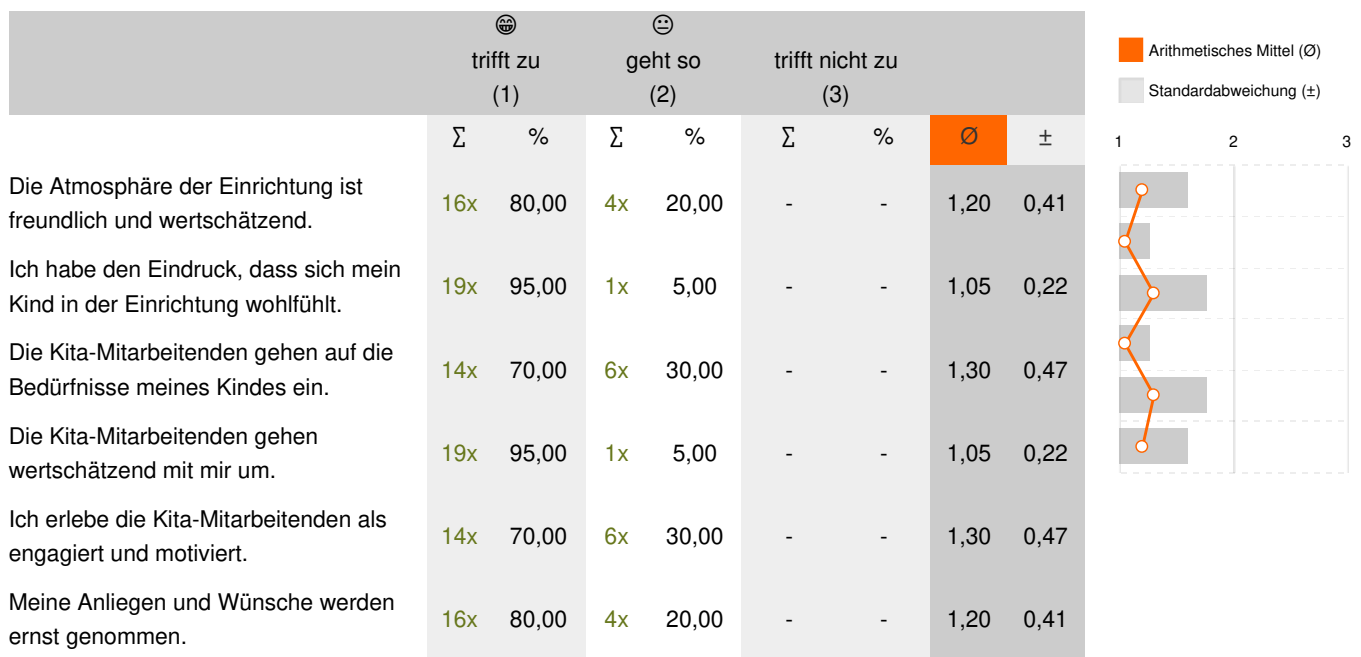 😁 😐
trifft zu geht so trifft nicht zu
(1) (2) (3)
∑ % ∑ % ∑ % Ø ±
Die Atmosphäre der Einrichtung ist
freundlich und wertschätzend.
16x 80,00 4x 20,00 - - 1,20 0,41
Ich habe den Eindruck, dass sich mein
Kind in der Einrichtung wohlfühlt.
19x 95,00 1x 5,00 - - 1,05 0,22
Die Kita-Mitarbeitenden gehen auf die
Bedürfnisse meines Kindes ein.
14x 70,00 6x 30,00 - - 1,30 0,47
Die Kita-Mitarbeitenden gehen
wertschätzend mit mir um.
19x 95,00 1x 5,00 - - 1,05 0,22
Ich erlebe die Kita-Mitarbeitenden als
engagiert und motiviert.
14x 70,00 6x 30,00 - - 1,30 0,47
Meine Anliegen und Wünsche werden
ernst genommen.
16x 80,00 4x 20,00 - - 1,20 0,41
Arithmetisches Mittel (Ø)
Standardabweichung (±)
1 2 3